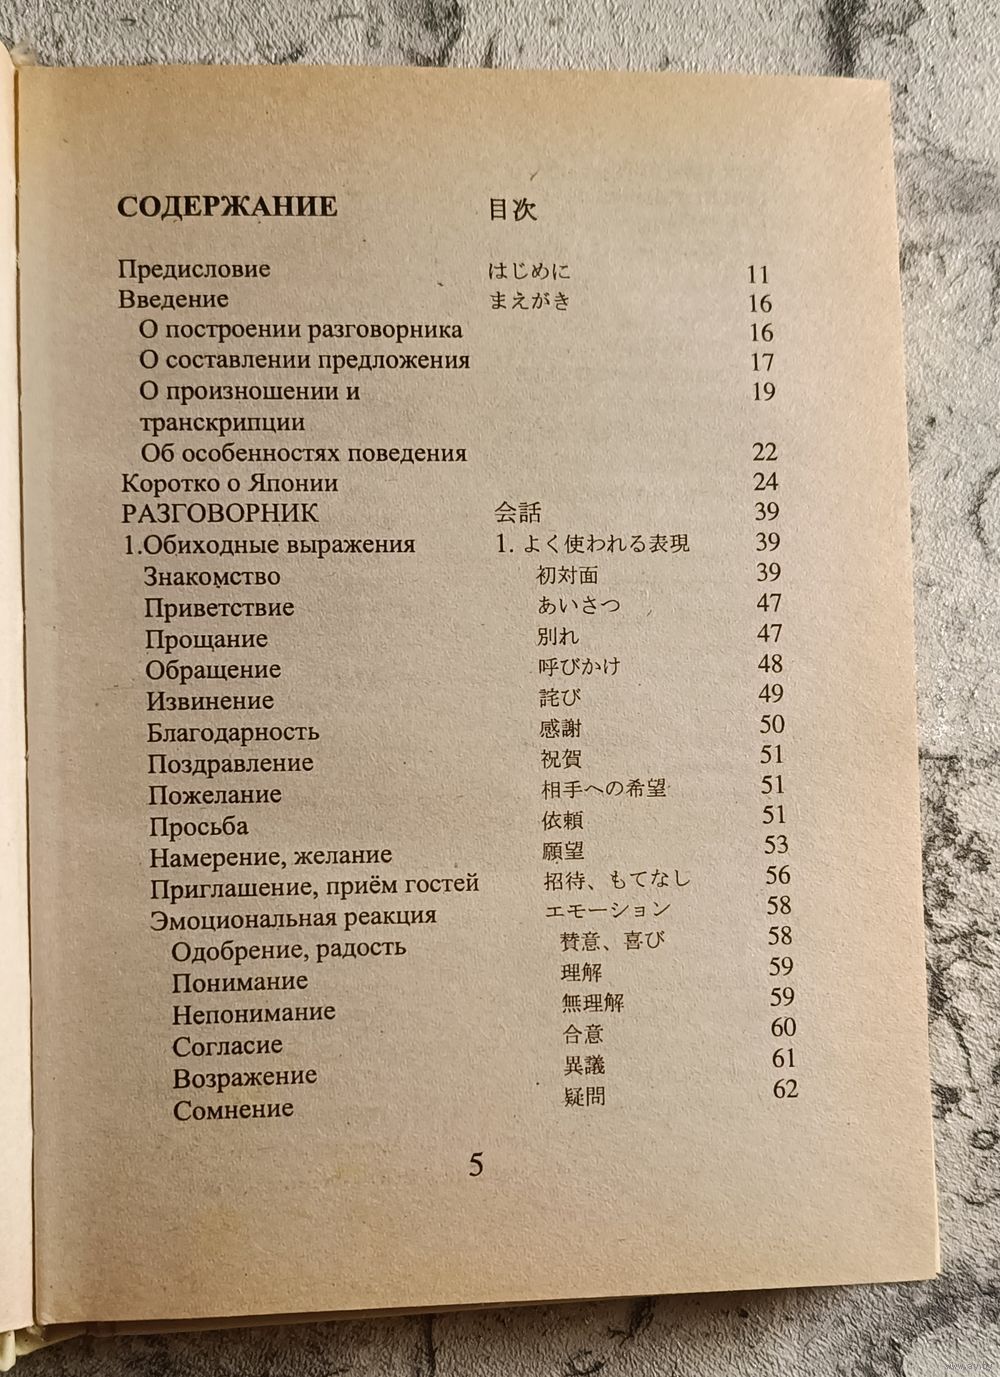 СОДЕРЖАНИЕ 目次
Предисловие はじめに 11
Введение まえがき 16
О построении разговорника 16
О составлении предложения 17
О произношении и 19
транскрипции
Об особенностях поведения 22
Коротко о Японии 24
РАЗГОВОРНИК 会話 39
1.Обиходные выражения 1. よく使われる表現 39
Знакомство 初対面 39
Приветствие あいさつ 47
Прощание 別れ 47
Обращение 呼びかけ 48
Извинение 詫び 49
Благодарность 感謝 50
Поздравление 祝賀 51
Пожелание 相手への希望 51
Просьба 依頼 51
Намерение, желание 願望 53
Приглашение, приём гостей 招待、もてなし 56
Эмоциональная реакция エモーション 58
Одобрение, радость 賛意、喜び 58
Понимание 理解 59
Непонимание 無理解 59
Согласие 合意 60
Возражение 異議 61
Сомнение 疑問 62
5